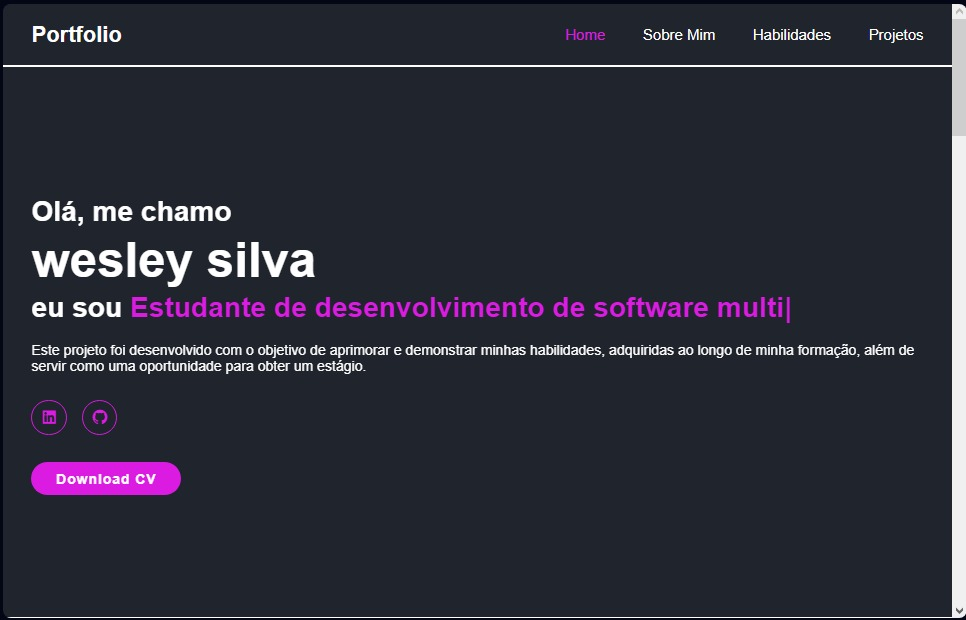 Portfolio
Home Sobre Mim Habilidades Projetos
Olá, me chamo
wesley silva
eu sou Estudante de desenvolvimento de software multi|
Este projeto foi desenvolvido com o objetivo de aprimorar e demonstrar minhas habilidades, adquiridas ao longo de minha formação, além de
servir como uma oportunidade para obter um estágio.
in
Download CV